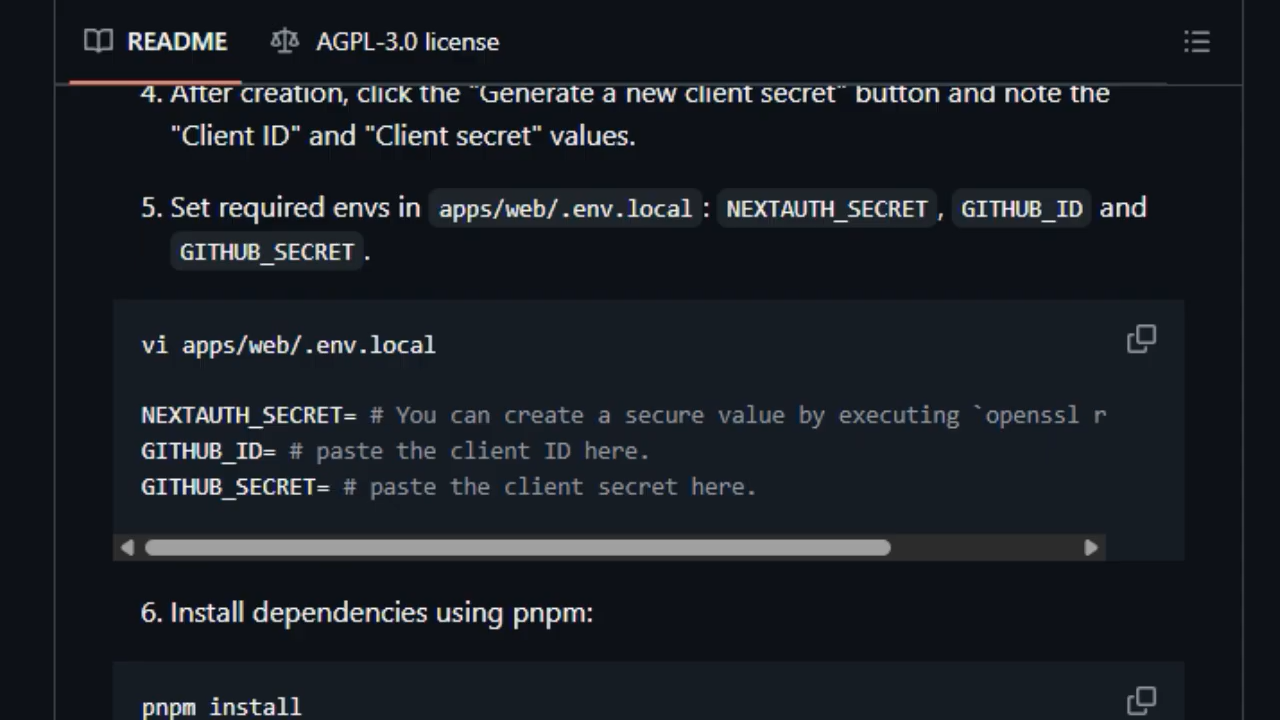 README
AGPL-3.0 license
4. After creation, click the "Generate a new client secret" button and note the
"Client ID" and "Client secret" values.
5. Set required envs in apps/web/.env.local : NEXTAUTH_SECRET , GITHUB_ID and
GITHUB_SECRET .
vi apps/web/.env.local
NEXTAUTH_SECRET= # You can create a secure value by executing `openssl r
GITHUB_ID= # paste the client ID here.
GITHUB_SECRET= # paste the client secret here.
6. Install dependencies using pnpm:
pnpm install